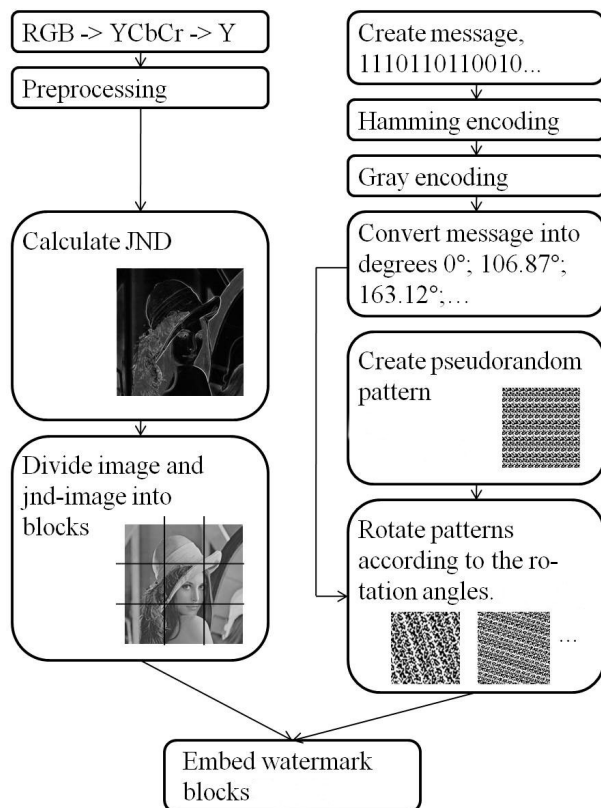 RGB -> YCbCr -> Y
Preprocessing
Calculate JND
Divide image and
jnd-image into
blocks
Create message,
1110110110010...
Hamming encoding
Gray encoding
Convert message into
degrees 0°; 106.87°;
163.12°;…
Create pseudorandom
pattern
Rotate patterns
according to the ro-
tation angles.
…
Embed watermark
blocks